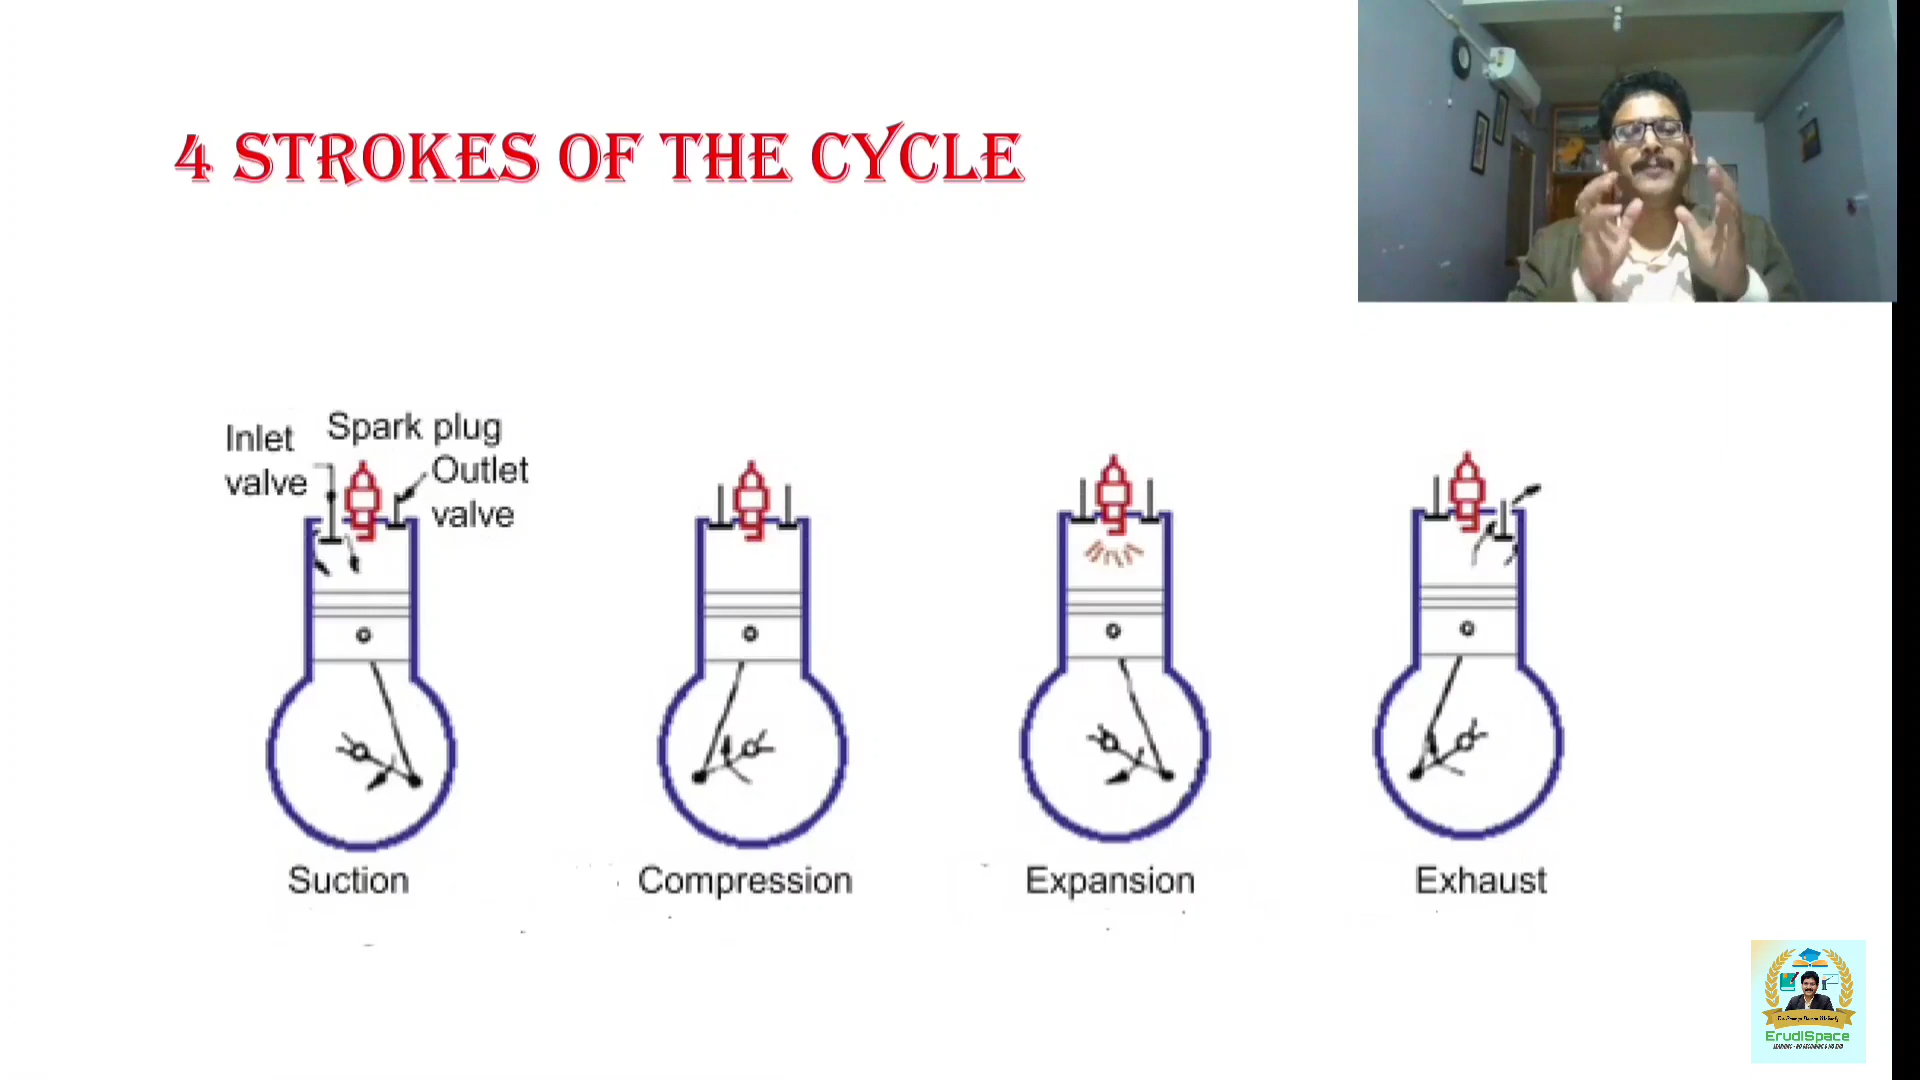 4 STROKES OF THE CYCLE
Inlet
valve
Spark plug
Outlet
valve
Suction
Compression
Expansion
Exhaust
ErudiSpace